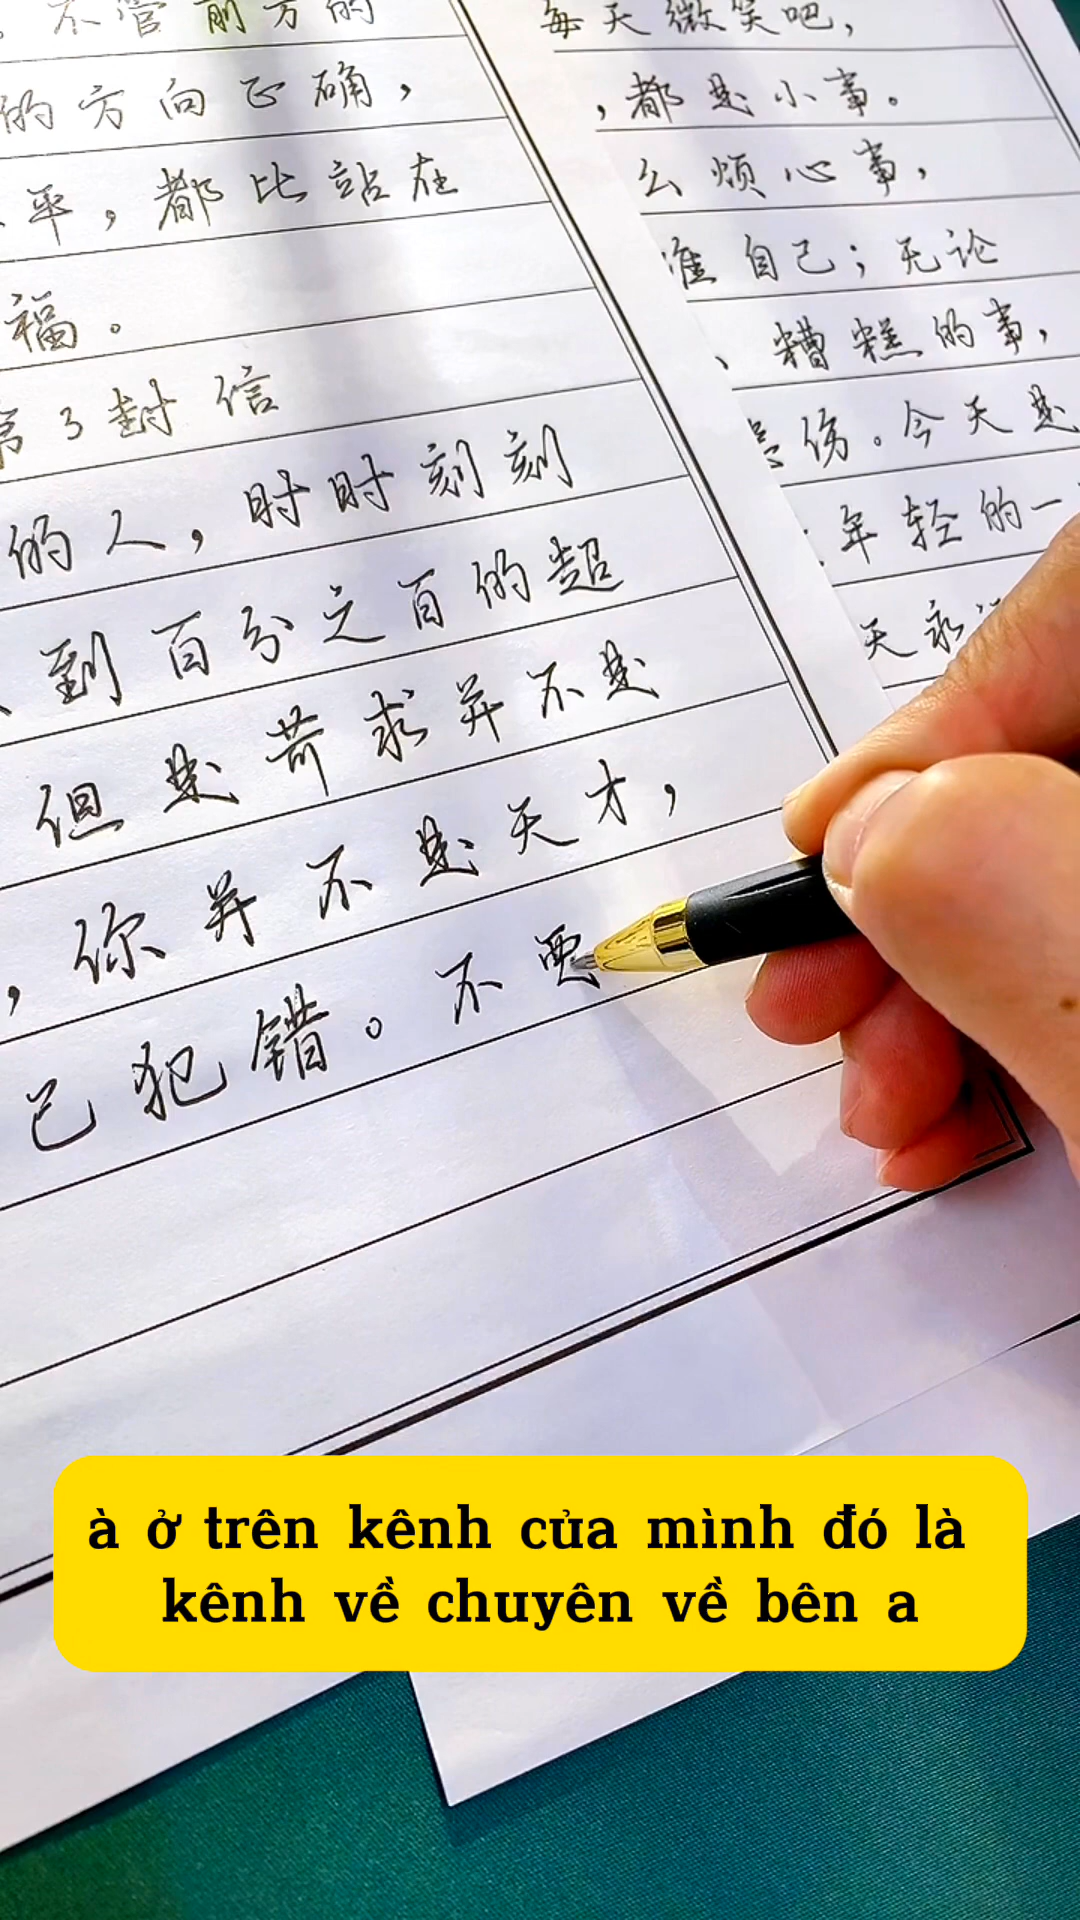 不管前方的
的方向正确，
平，都比站在
福。
第3封信
的人，时时刻刻
到百分之百的超
但是苛求并不是
，你并不是天才，
己犯错。不要
每天微笑吧，
，都是小事。
么烦心事，
难自己；无论
、糟糕的事，
伤。今天是
年轻的一
天永
à ở trên kênh của mình đó là
kênh về chuyên về bên a